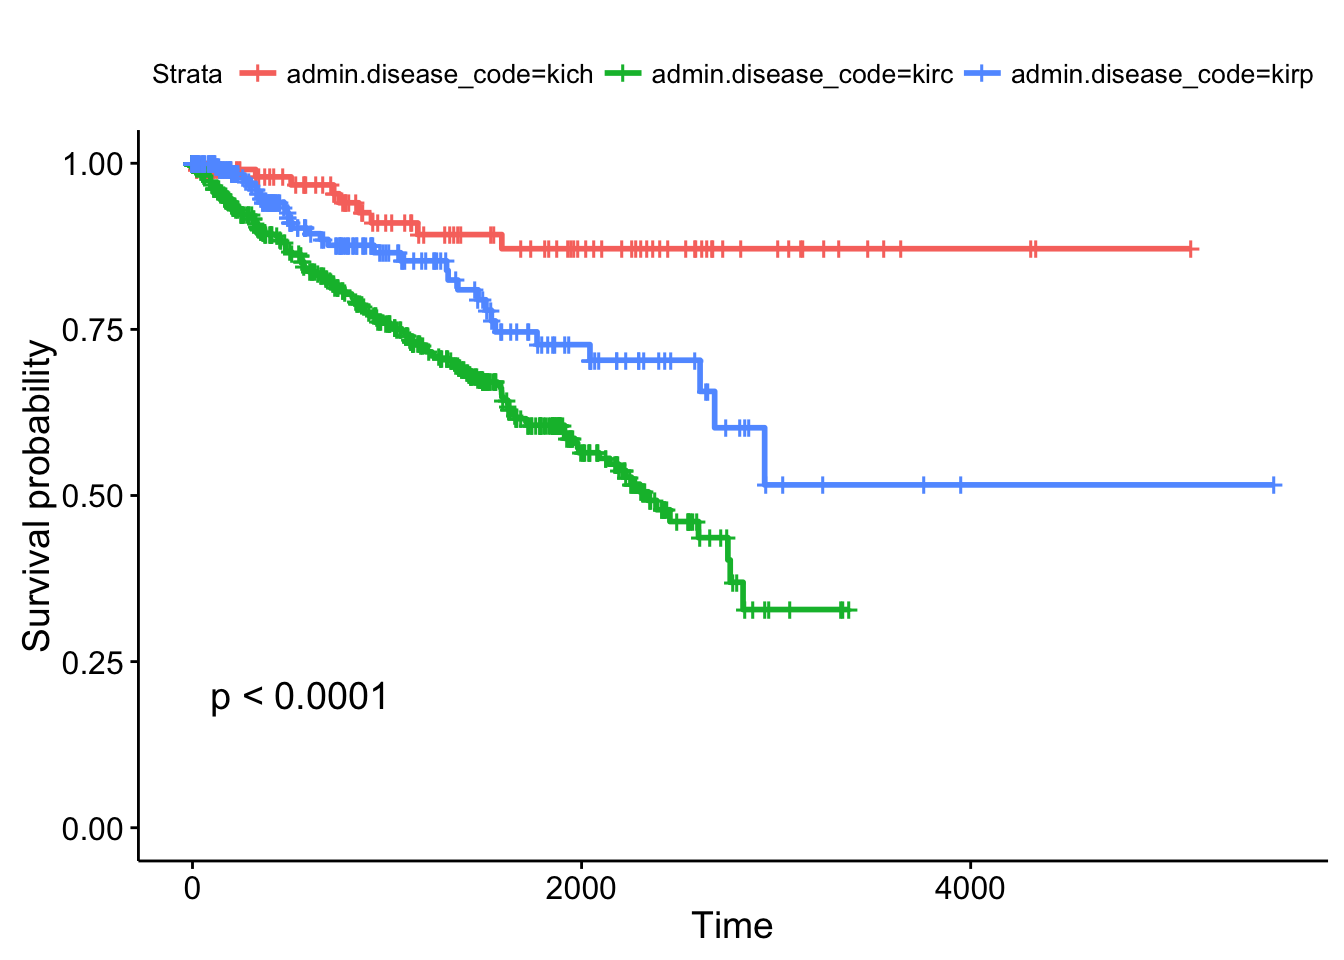 Strata admin.disease_code=kich admin.disease_code=kirc admin.disease_code=kirp
Survival probability
1.00
0.75
0.50
0.25
0.00
p < 0.0001
0 2000 4000
Time